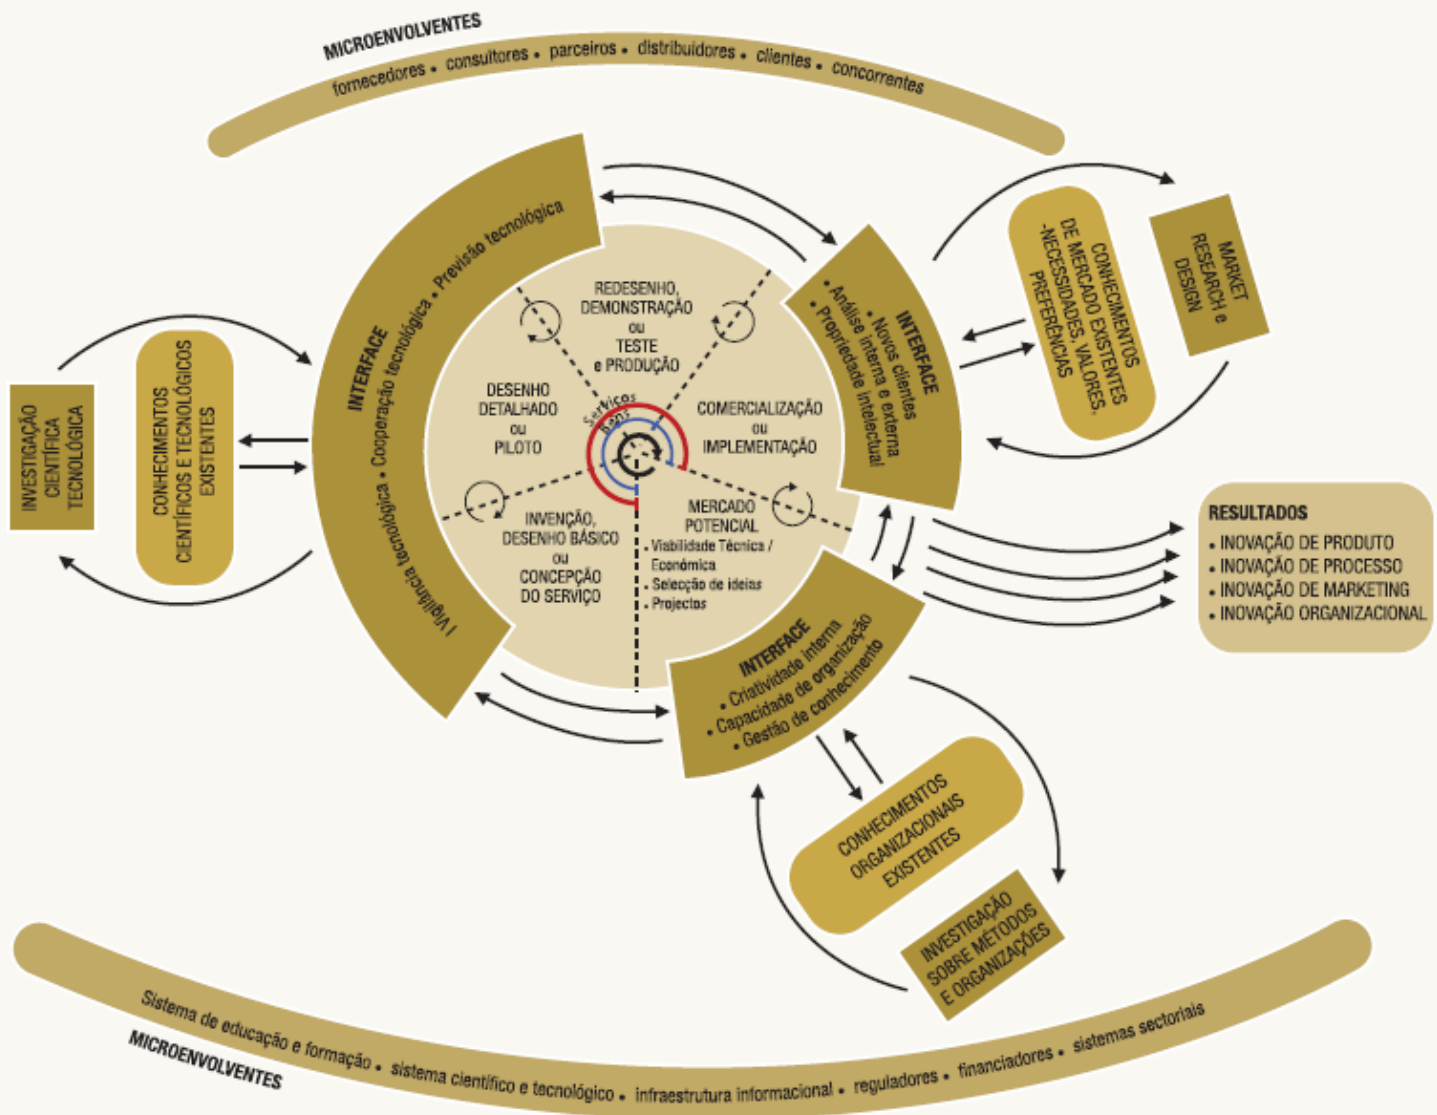 MICROENVOLVENTES
fornecedores • consultores • parceiros • distribuidores • clientes • concorrentes
INVESTIGAÇÃO
CIENTÍFICA
TECNOLÓGICA
CONHECIMENTOS
CIENTÍFICOS E TECNOLÓGICOS
EXISTENTES
INTERFACE
| Vigilância tecnológica • Cooperação tecnológica • Previsão tecnológica
REDESENHO,
DEMONSTRAÇÃO
ou
TESTE
e PRODUÇÃO
DESENHO
DETALHADO
ou
PILOTO
Serviços
Bens
COMERCIALIZAÇÃO
ou
IMPLEMENTAÇÃO
INVENÇÃO,
DESENHO BÁSICO
ou
CONCEPÇÃO
DO SERVIÇO
MERCADO
POTENCIAL
• Viabilidade Técnica /
Económica
• Selecção de ideias
• Projectos
INTERFACE
• Novos clientes
• Análise interna e externa
• Propriedade intelectual
CONHECIMENTOS
DE MERCADO EXISTENTES
-NECESSIDADES, VALORES,
PREFERÊNCIAS
MARKET
RESEARCH e
DESIGN
RESULTADOS
• INOVAÇÃO DE PRODUTO
• INOVAÇÃO DE PROCESSO
• INOVAÇÃO DE MARKETING
• INOVAÇÃO ORGANIZACIONAL
INTERFACE
• Criatividade interna
• Capacidade de organização
• Gestão de conhecimento
CONHECIMENTOS
ORGANIZACIONAIS
EXISTENTES
INVESTIGAÇÃO
SOBRE MÉTODOS
E ORGANIZAÇÕES
Sistema de educação e formação • sistema científico e tecnológico • infraestrutura informacional • reguladores • financiadores • sistemas sectoriais
MICROENVOLVENTES